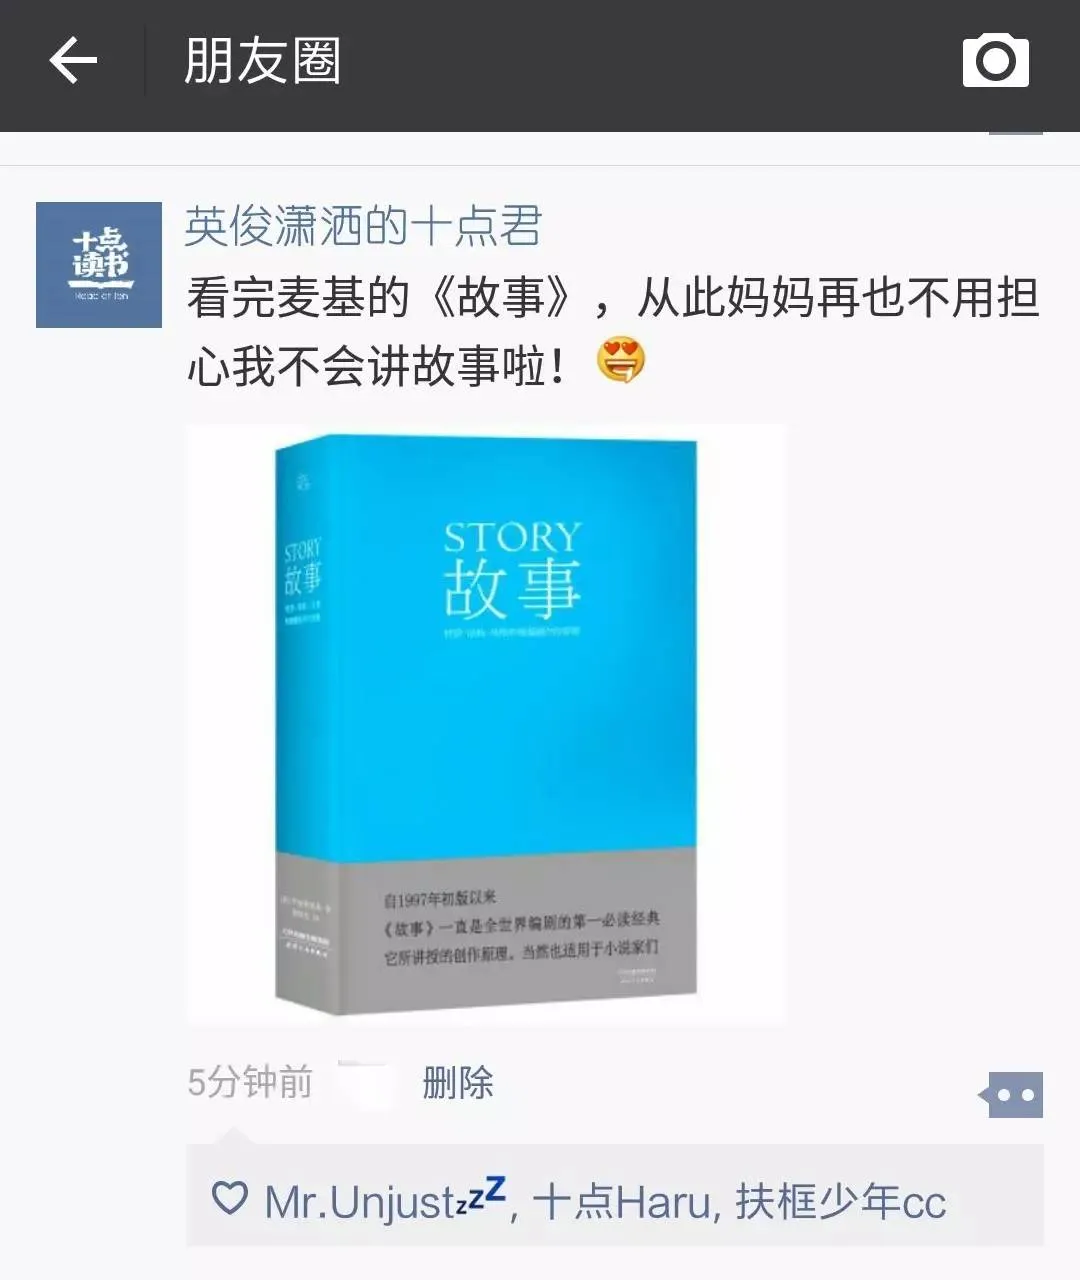 朋友圈
十点
读书
Read at ten
英俊潇洒的十点君
看完麦基的《故事》，从此妈妈再也不用担
心我不会讲故事啦！
STORY
故事
STORY
故事
自1997年初版以来
《故事》一直是全世界编剧的第一必读经典
它所讲授的创作原理，当然也适用于小说家们
5分钟前
删除
Mr.Unjustzzz, 十点Haru, 扶框少年cc